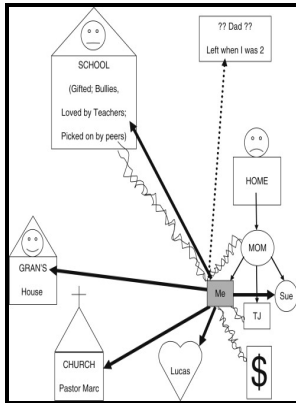 ?? Dad ??
Left when I was 2
SCHOOL
(Gifted; Bullies,
Loved by Teachers;
Picked on by peers)
HOME
MOM
GRAN'S
House
Me
Sue
TJ
CHURCH
Pastor Marc
Lucas
$